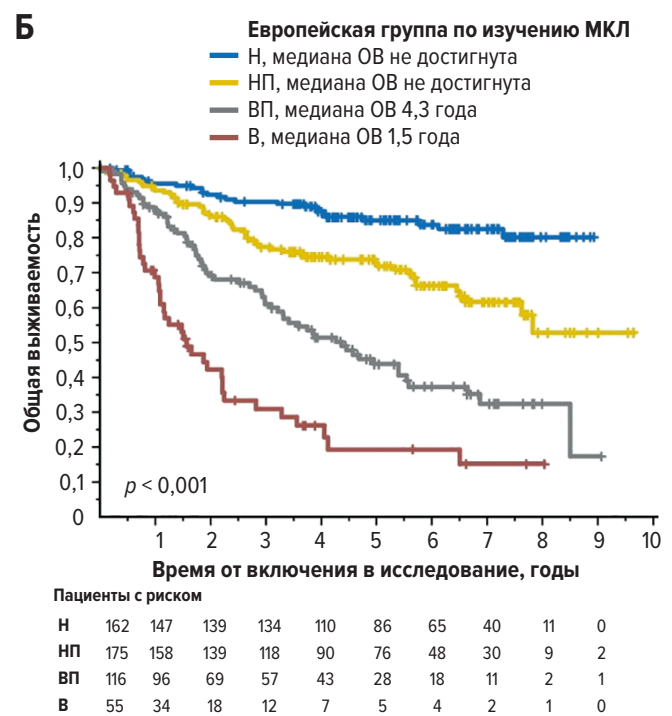 Б
Европейская группа по изучению МКЛ
Н, медиана ОВ не достигнута
НП, медиана ОВ не достигнута
ВП, медиана ОВ 4,3 года
В, медиана ОВ 1,5 года
Общая выживаемость
1,0
0,9
0,8
0,7
0,6
0,5
0,4
0,3
0,2
0,1
0
p < 0,001
1 2 3 4 5 6 7 8 9 10
Время от включения в исследование, годы
Пациенты с риском
Н 162 147 139 134 110 86 65 40 11 0
НП 175 158 139 118 90 76 48 30 9 2
ВП 116 96 69 57 43 28 18 11 2 1
В 55 34 18 12 7 5 4 2 1 0